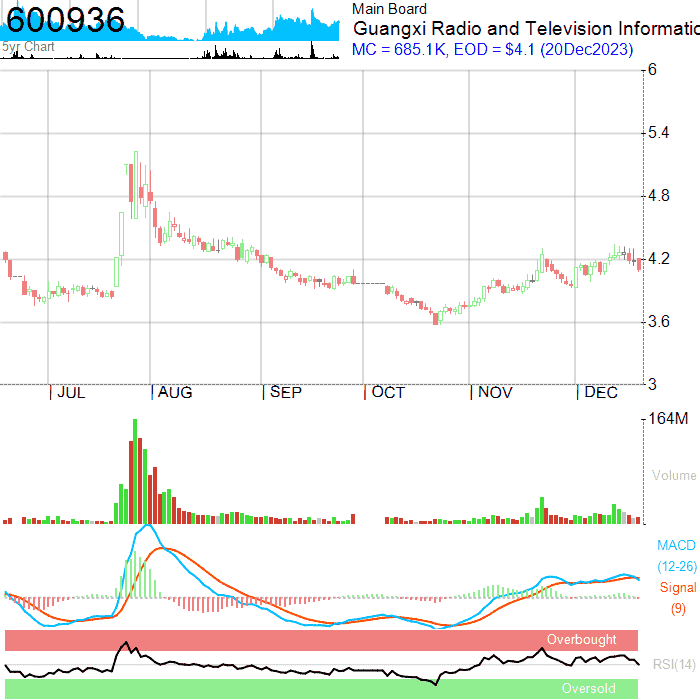 600936
5yr Chart
Main Board
Guangxi Radio and Television Informatic
MC = 685.1K, EOD = $4.1 (20Dec2023)
6
5.4
4.8
4.2
3.6
3
JUL AUG SEP OCT NOV DEC
164M
Volume
MACD
(12-26)
Signal
(9)
Overbought
RSI(14)
Oversold